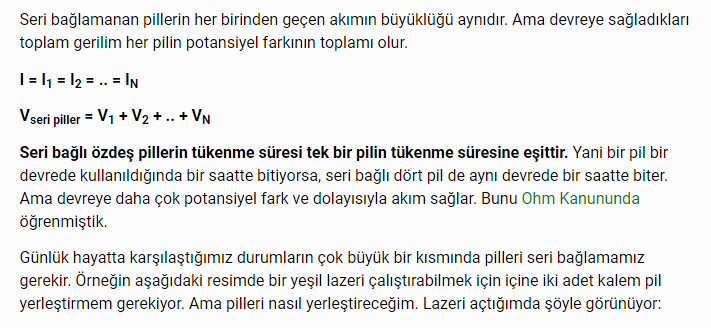 Seri bağlamanan pillerin her birinden geçen akımın büyüklüğü aynıdır. Ama devreye sağladıkları
toplam gerilim her pilin potansiyel farkının toplamı olur.
I = I1 = I2 = .. = IN
Vseri piller = V1 + V2 + .. + VN
Seri bağlı özdeş pillerin tükenme süresi tek bir pilin tükenme süresine eşittir. Yani bir pil bir
devrede kullanıldığında bir saatte bitiyorsa, seri bağlı dört pil de aynı devrede bir saatte biter.
Ama devreye daha çok potansiyel fark ve dolayısıyla akım sağlar. Bunu Ohm Kanununda
öğrenmiştik.
Günlük hayatta karşılaştığımız durumların çok büyük bir kısmında pilleri seri bağlamamız
gerekir. Örneğin aşağıdaki resimde bir yeşil lazeri çalıştırabilmek için içine iki adet kalem pil
yerleştirmem gerekiyor. Ama pilleri nasıl yerleştireceğim. Lazeri açtığımda şöyle görünüyor: